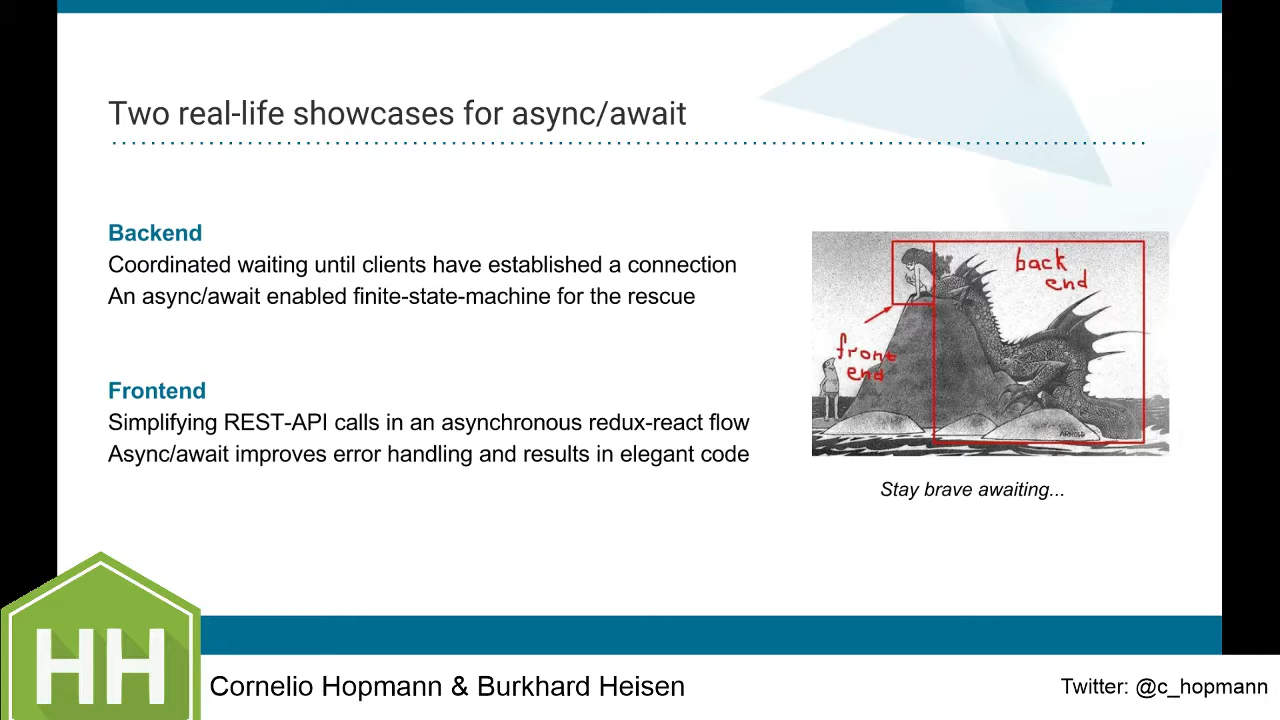 Two real-life showcases for async/await
Backend
Coordinated waiting until clients have established a connection
An async/await enabled finite-state-machine for the rescue
Frontend
Simplifying REST-API calls in an asynchronous redux-react flow
Async/await improves error handling and results in elegant code
back
end
front
end
ARNOLD
Stay brave awaiting...
HH
Cornelio Hopmann & Burkhard Heisen
Twitter: @c_hopmann